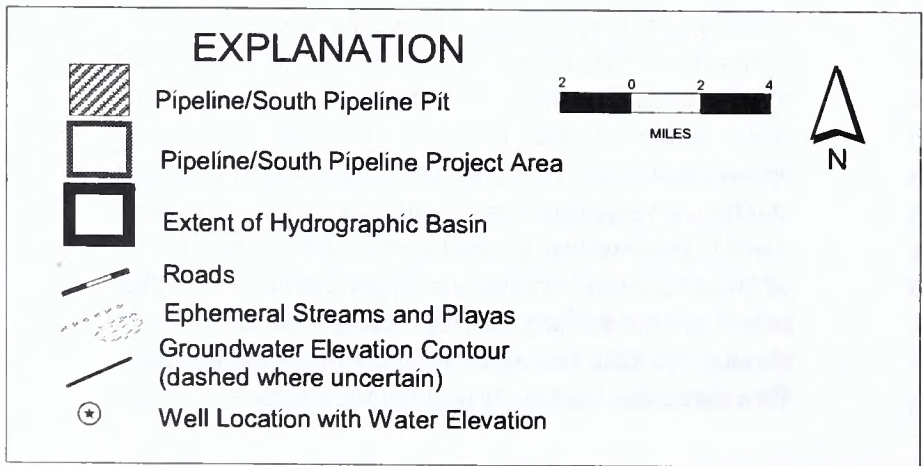 EXPLANATION
Pipeline/South Pipeline Pit
2 0 2 4
MILES
N
Pipeline/South Pipeline Project Area
Extent of Hydrographic Basin
Roads
Ephemeral Streams and Playas
Groundwater Elevation Contour
(dashed where uncertain)
Well Location with Water Elevation